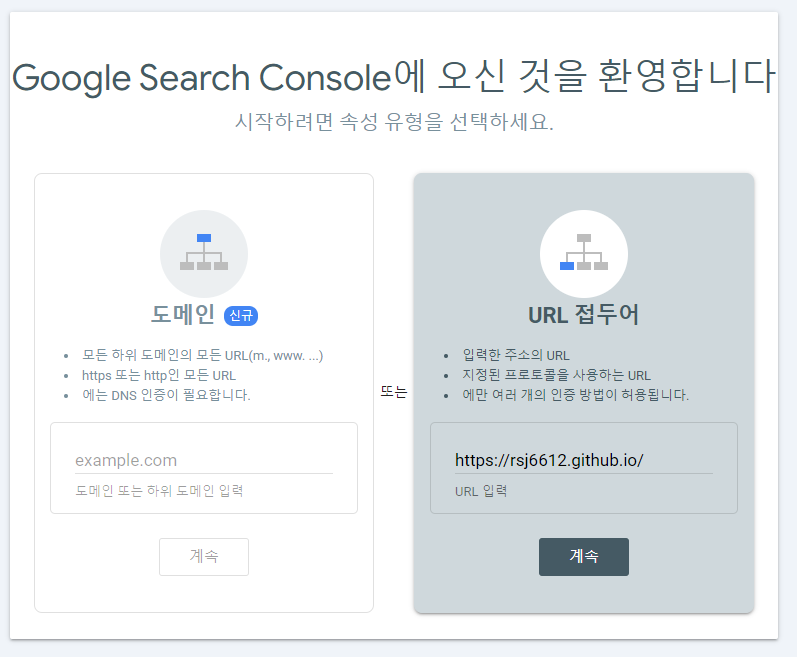 Google Search Console에 오신 것을 환영합니다
시작하려면 속성 유형을 선택하세요.
도메인 신규
모든 하위 도메인의 모든 URL(m., www. ...)
https 또는 http인 모든 URL
에는 DNS 인증이 필요합니다.
example.com
도메인 또는 하위 도메인 입력
계속
또는
URL 접두어
입력한 주소의 URL
지정된 프로토콜을 사용하는 URL
에만 여러 개의 인증 방법이 허용됩니다.
https://rsj6612.github.io/
URL 입력
계속